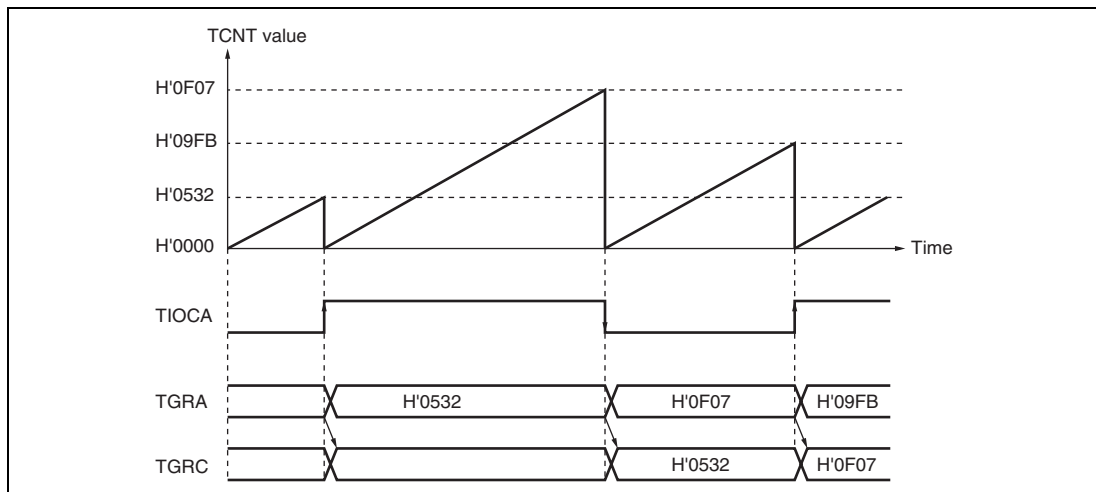 TCNT value
H'0F07
H'09FB
H'0532
H'0000
Time
TIOCA
TGRA
H'0532
H'0F07
H'09FB
TGRC
H'0532
H'0F07